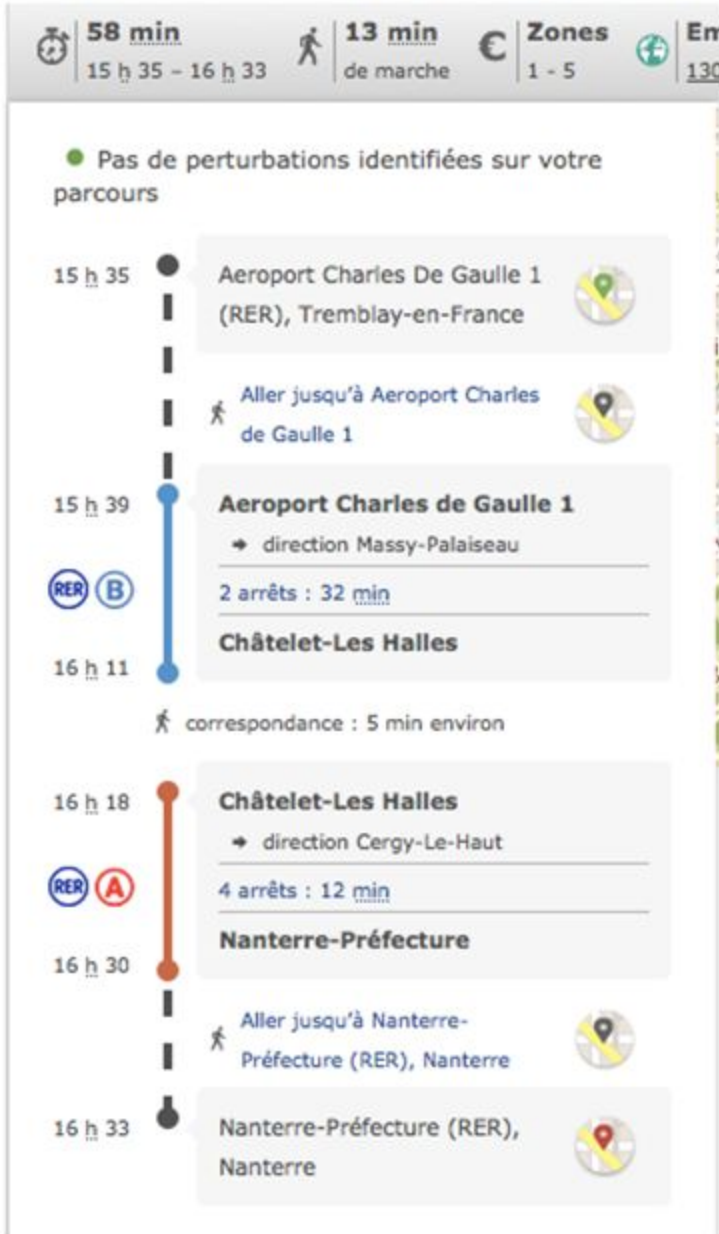 58 min
15 h 35 – 16 h 33
13 min
de marche
€
Zones
1 - 5
Em
130
Pas de perturbations identifiées sur votre
parcours
15 h 35
Aeroport Charles De Gaulle 1
(RER), Tremblay-en-France
Aller jusqu'à Aeroport Charles
de Gaulle 1
15 h 39
Aeroport Charles de Gaulle 1
➔ direction Massy-Palaiseau
RER B
2 arrêts : 32 min
Châtelet-Les Halles
16 h 11
correspondance : 5 min environ
16 h 18
Châtelet-Les Halles
➔ direction Cergy-Le-Haut
RER A
4 arrêts : 12 min
Nanterre-Préfecture
16 h 30
Aller jusqu'à Nanterre-
Préfecture (RER), Nanterre
16 h 33
Nanterre-Préfecture (RER),
Nanterre